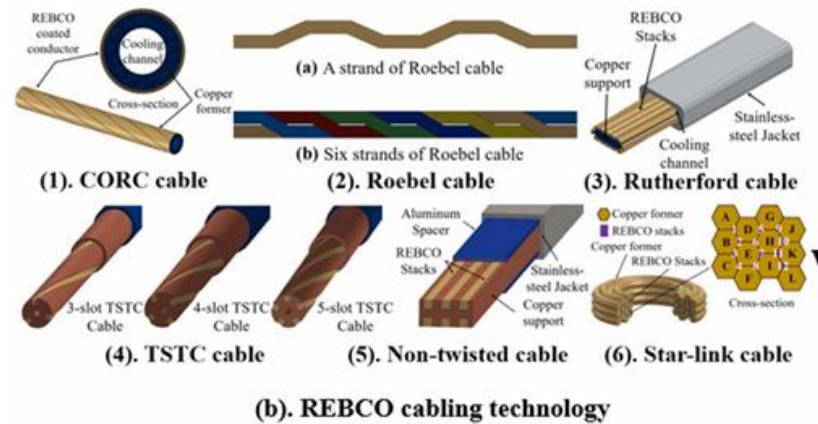 REBCO
coated
conductor
Cooling
channel
Cross-section
Copper
former
(1). CORC cable
(a) A strand of Roebel cable
(b) Six strands of Roebel cable
(2). Roebel cable
REBCO
Stacks
Copper
support
Stainless-
steel Jacket
Cooling
channel
(3). Rutherford cable
3-slot TSTC
Cable
4-slot TSTC
Cable
5-slot TSTC
Cable
(4). TSTC cable
Aluminum
Spacer
REBCO
Stacks
Stainless-
steel Jacket
Copper
support
(5). Non-twisted cable
Copper former
REBCO stacks
Copper former
REBCO Stacks
A
G
D
J
B
H
E
K
C
I
F
L
Cross-section
(6). Star-link cable
(b). REBCO cabling technology